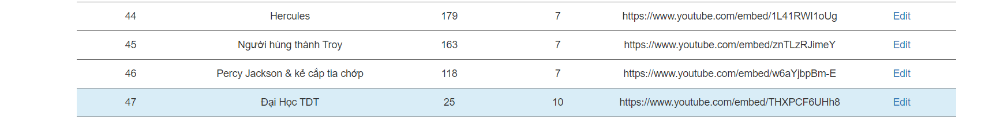 44 Hercules 179 7 https://www.youtube.com/embed/1L41RWI1oUg Edit
45 Người hùng thành Troy 163 7 https://www.youtube.com/embed/znTLzRJimeY Edit
46 Percy Jackson & kẻ cắp tia chớp 118 7 https://www.youtube.com/embed/w6aYjbpBm-E Edit
47 Đại Học TDT 25 10 https://www.youtube.com/embed/THXPCF6UHh8 Edit